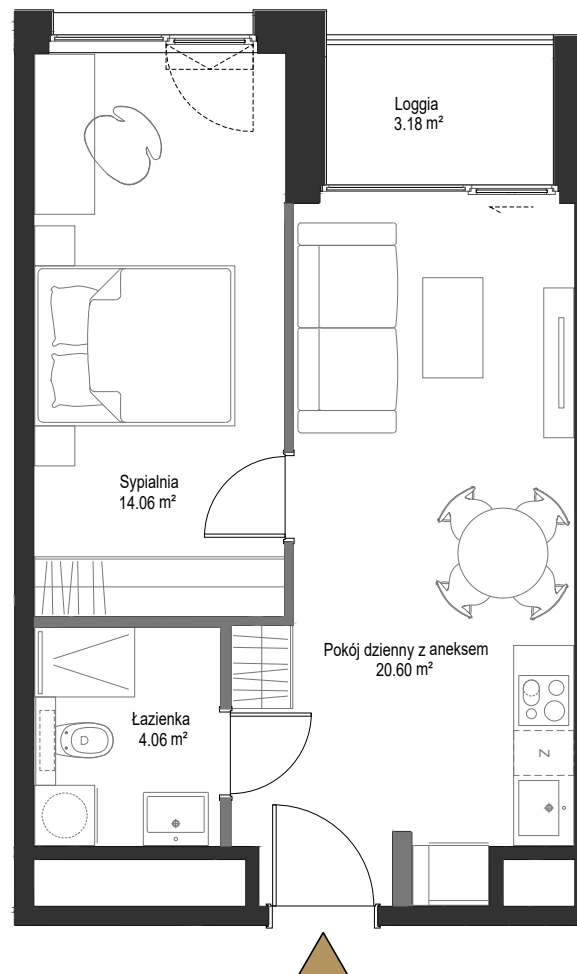 Loggia
3.18 m²
Sypialnia
14.06 m²
Pokój dzienny z aneksem
20.60 m²
Łazienka
4.06 m²
D
Z